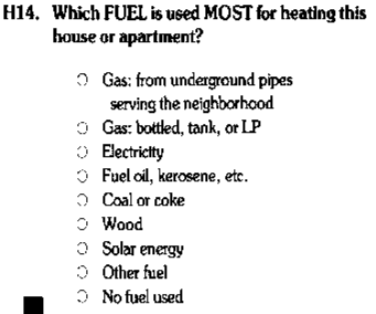 H14. Which FUEL is used MOST for heating this
house or apartment?
Gas: from underground pipes
serving the neighborhood
Gas: bottled, tank, or LP
Electricity
Fuel oil, kerosene, etc.
Coal or coke
Wood
Solar energy
Other fuel
No fuel used